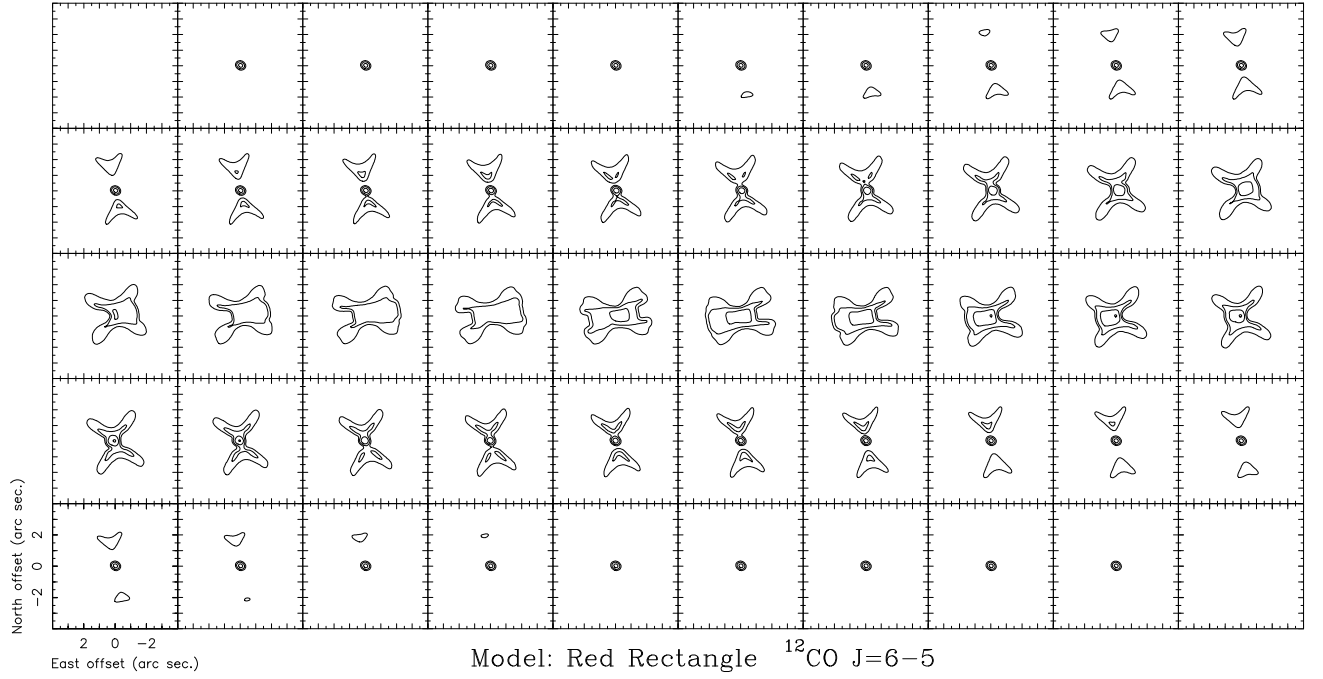 North offset (arc sec.)
2
0
−2
2 0 −2
East offset (arc sec.)
Model: Red Rectangle ¹²CO J=6−5